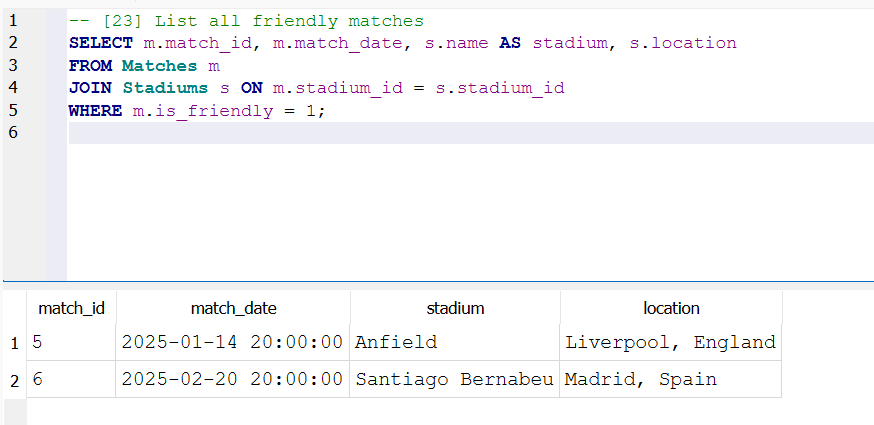 1 -- [23] List all friendly matches
2 SELECT m.match_id, m.match_date, s.name AS stadium, s.location
3 FROM Matches m
4 JOIN Stadiums s ON m.stadium_id = s.stadium_id
5 WHERE m.is_friendly = 1;
6
match_id match_date stadium location
1 5 2025-01-14 20:00:00 Anfield Liverpool, England
2 6 2025-02-20 20:00:00 Santiago Bernabeu Madrid, Spain